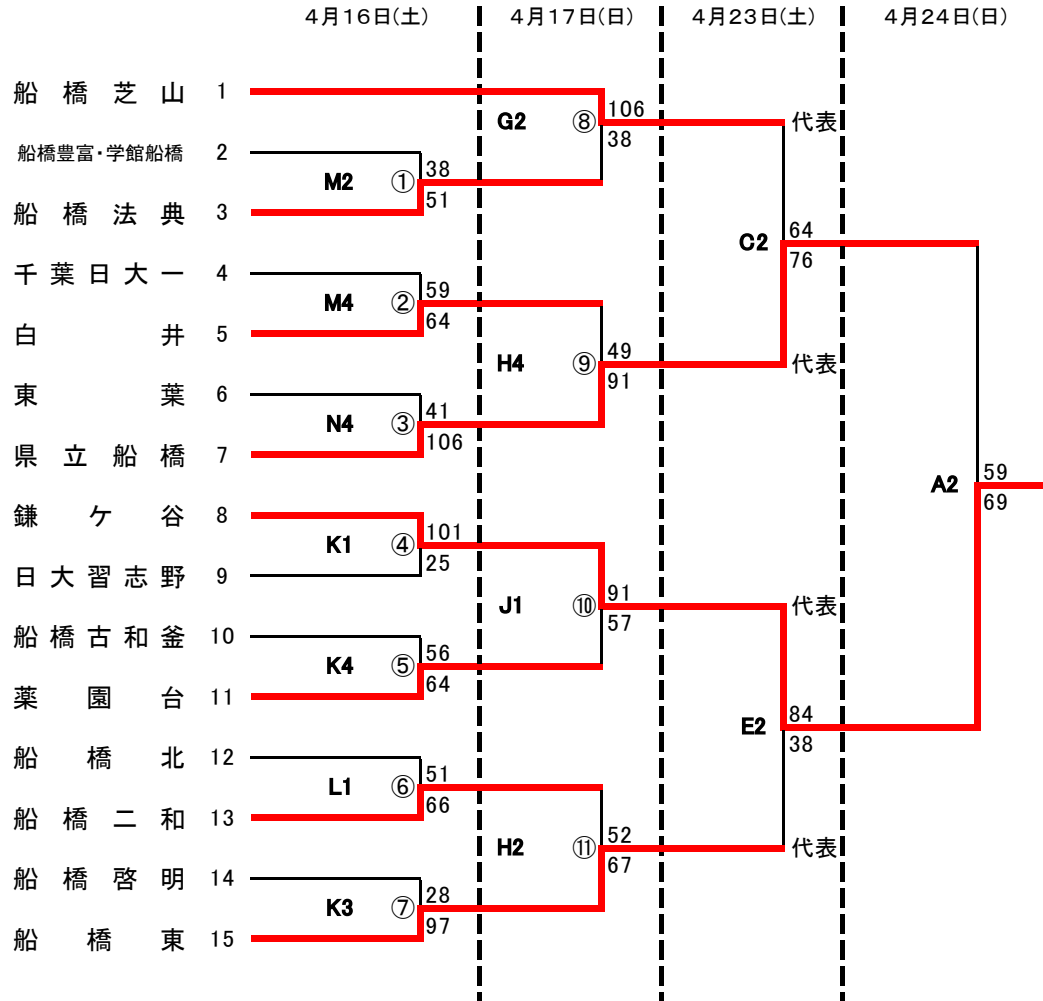 4月16日(土) 4月17日(日) 4月23日(土) 4月24日(日)
船橋芝山 1
G2 ⑧ 106
38
代表
船橋豊富・学館船橋 2
M2 ① 38
51
船橋法典 3
C2 64
76
千葉日大一 4
M4 ② 59
64
白井 5
H4 ⑨ 49
91
代表
東葉 6
N4 ③ 41
106
県立船橋 7
A2 59
69
鎌ケ谷 8
K1 ④ 101
25
日大習志野 9
J1 ⑩ 91
57
代表
船橋古和釜 10
K4 ⑤ 56
64
薬園台 11
E2 84
38
船橋北 12
L1 ⑥ 51
66
船橋二和 13
H2 ⑪ 52
67
代表
船橋啓明 14
K3 ⑦ 28
97
船橋東 15